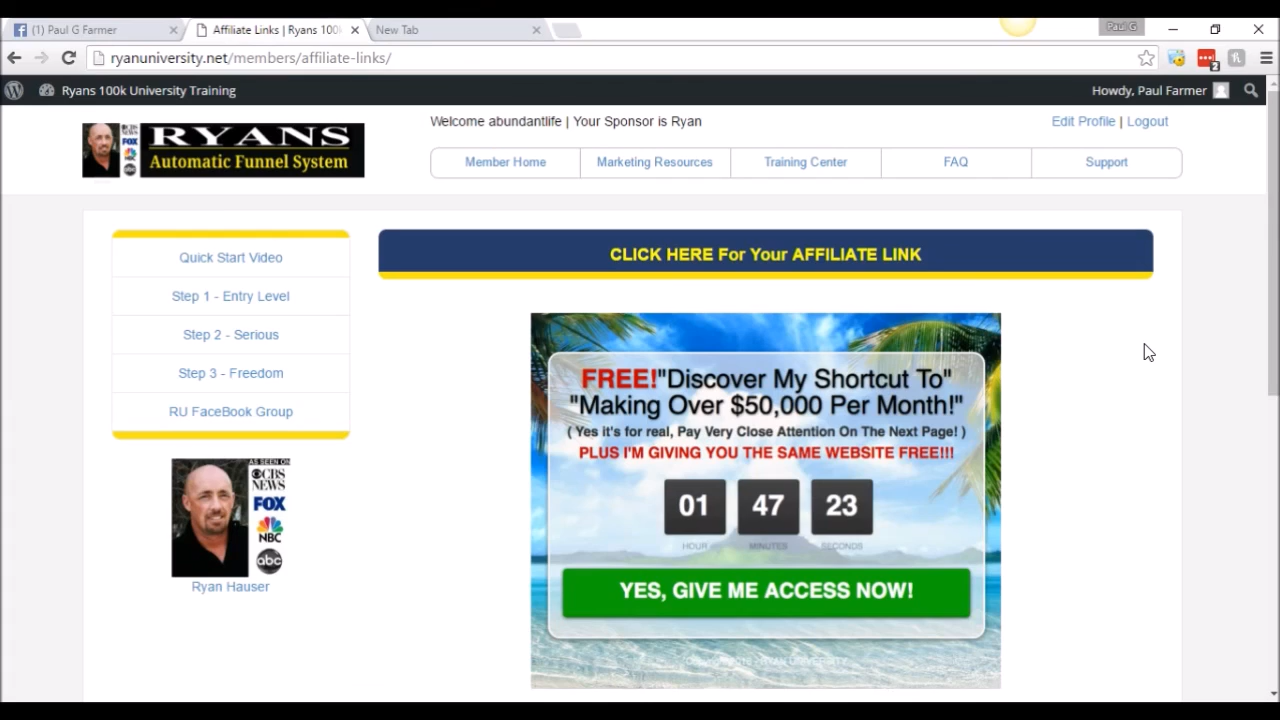 (1) Paul G Farmer
Affiliate Links | Ryans 100k
New Tab
Paul G
ryanuniversity.net/members/affiliate-links/
2
Ryans 100k University Training
Howdy, Paul Farmer
CBS NEWS
FOX
NBC
abc
RYANS
Automatic Funnel System
Welcome abundantlife | Your Sponsor is Ryan
Edit Profile | Logout
Member Home
Marketing Resources
Training Center
FAQ
Support
Quick Start Video
Step 1 - Entry Level
Step 2 - Serious
Step 3 - Freedom
RU FaceBook Group
CLICK HERE For Your AFFILIATE LINK
AS SEEN ON
CBS
NEWS
FOX
NBC
abc
Ryan Hauser
FREE!"Discover My Shortcut To"
"Making Over $50,000 Per Month!"
( Yes it's for real, Pay Very Close Attention On The Next Page! )
PLUS I'M GIVING YOU THE SAME WEBSITE FREE!!!
01 47 23
HOUR MINUTES SECONDS
YES, GIVE ME ACCESS NOW!